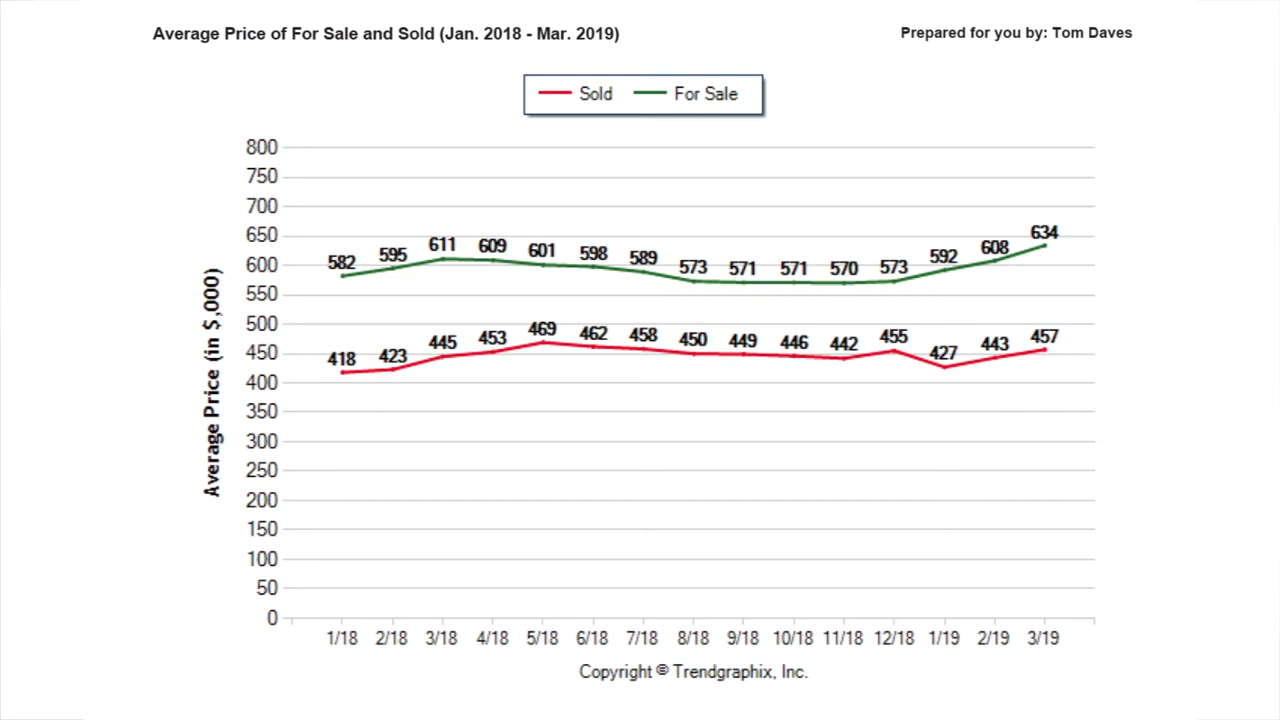 Average Price of For Sale and Sold (Jan. 2018 - Mar. 2019)
Prepared for you by: Tom Daves
Sold For Sale
Average Price (in $,000)
800
750
700
650
600
550
500
450
400
350
300
250
200
150
100
50
0
582 595 611 609 601 598 589 573 571 571 570 573 592 608 634
418 423 445 453 469 462 458 450 449 446 442 455 427 443 457
1/18 2/18 3/18 4/18 5/18 6/18 7/18 8/18 9/18 10/18 11/18 12/18 1/19 2/19 3/19
Copyright © Trendgraphix, Inc.